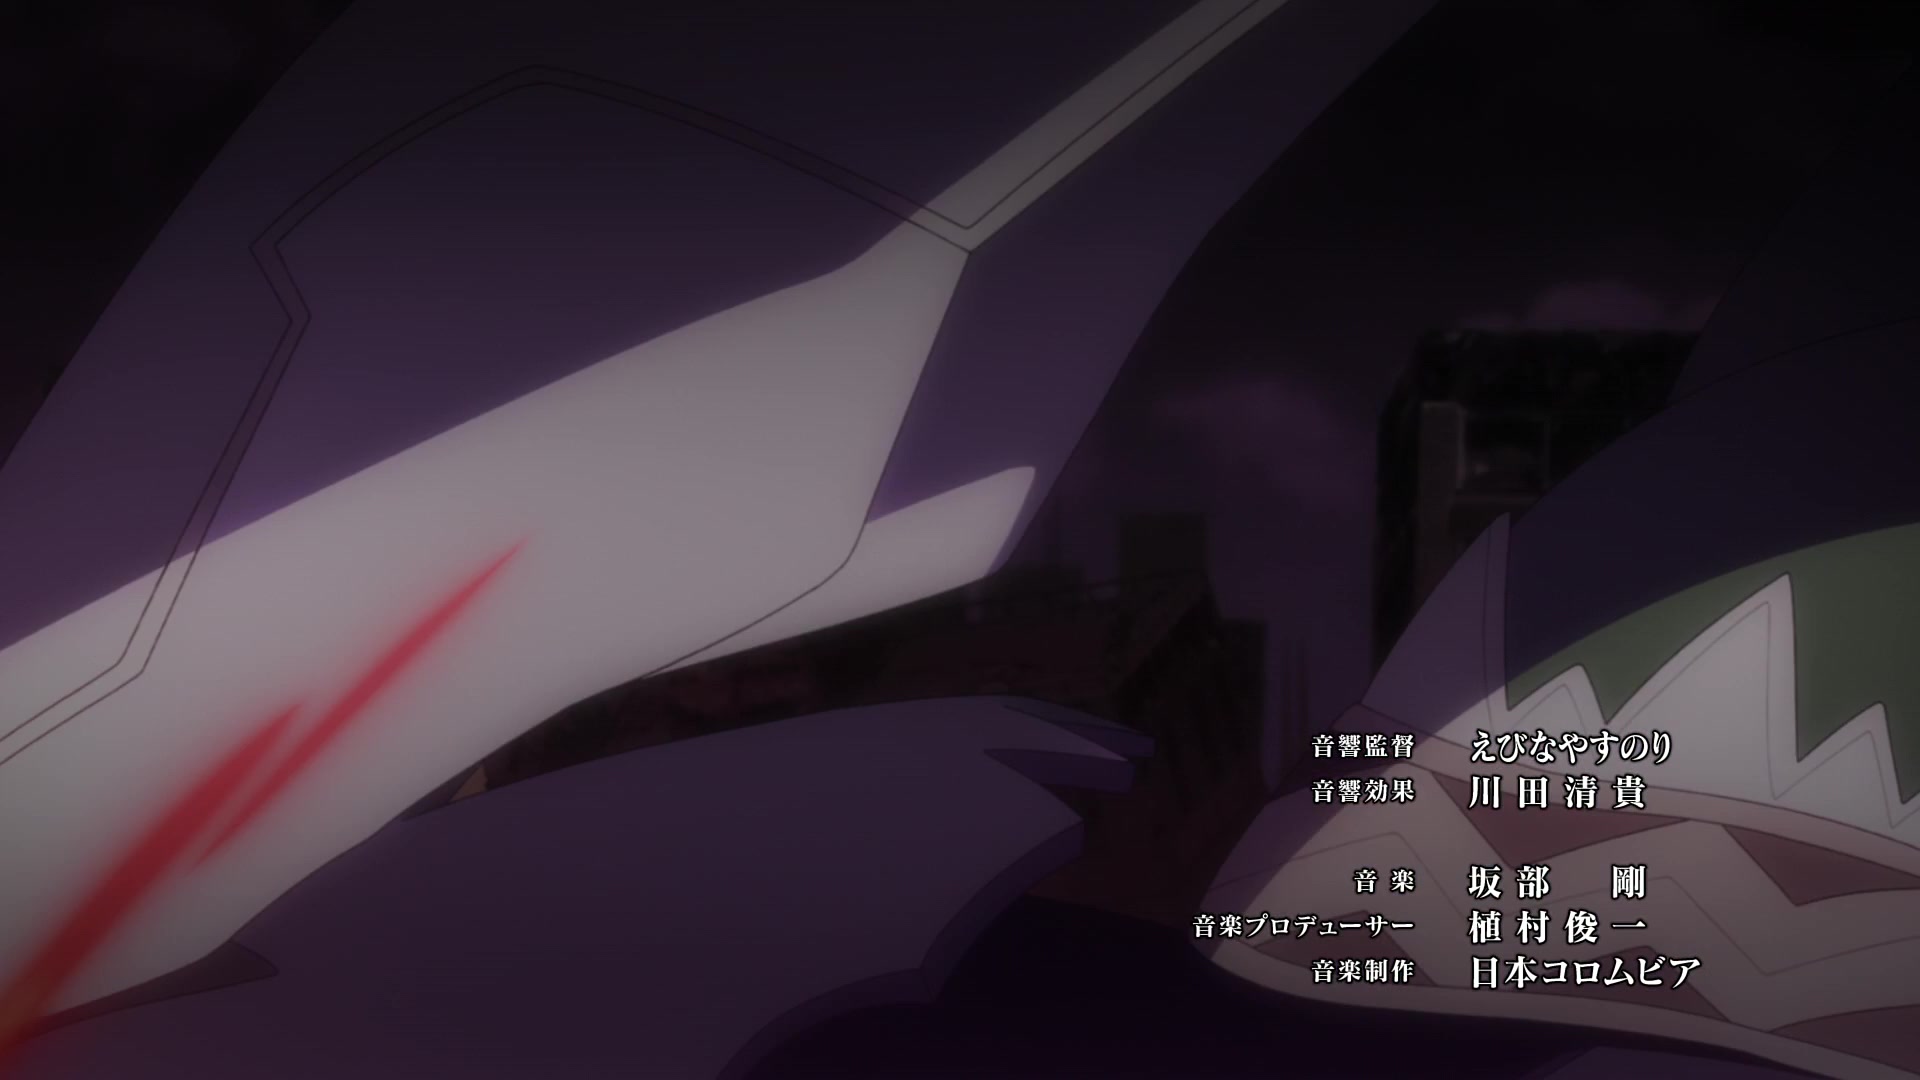 音響監督 えびなやすのり
音響効果 川田清貴
音楽 坂部 剛
音楽プロデューサー 植村俊一
音楽制作 日本コロムビア